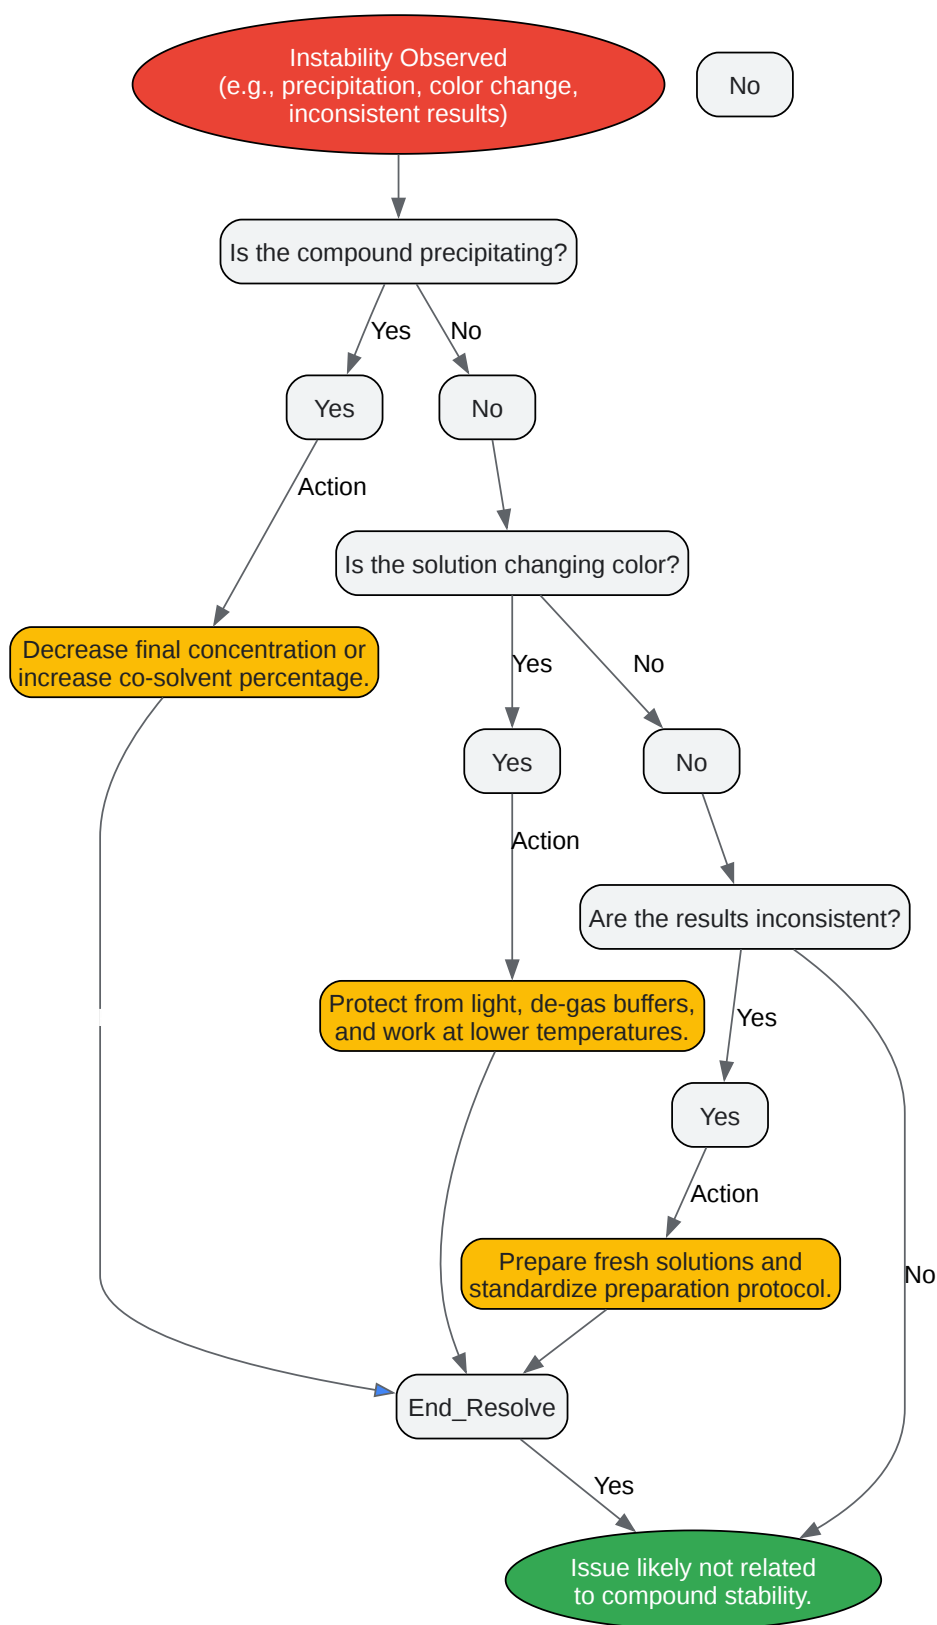 Instability Observed
(e.g., precipitation, color change,
inconsistent results)
No
Is the compound precipitating?
Yes
No
Yes
No
Action
Is the solution changing color?
Decrease final concentration or
increase co-solvent percentage.
Yes
No
Yes
No
Action
Are the results inconsistent?
Protect from light, de-gas buffers,
and work at lower temperatures.
Yes
Yes
Action
Prepare fresh solutions and
standardize preparation protocol.
No
End_Resolve
Yes
Issue likely not related
to compound stability.